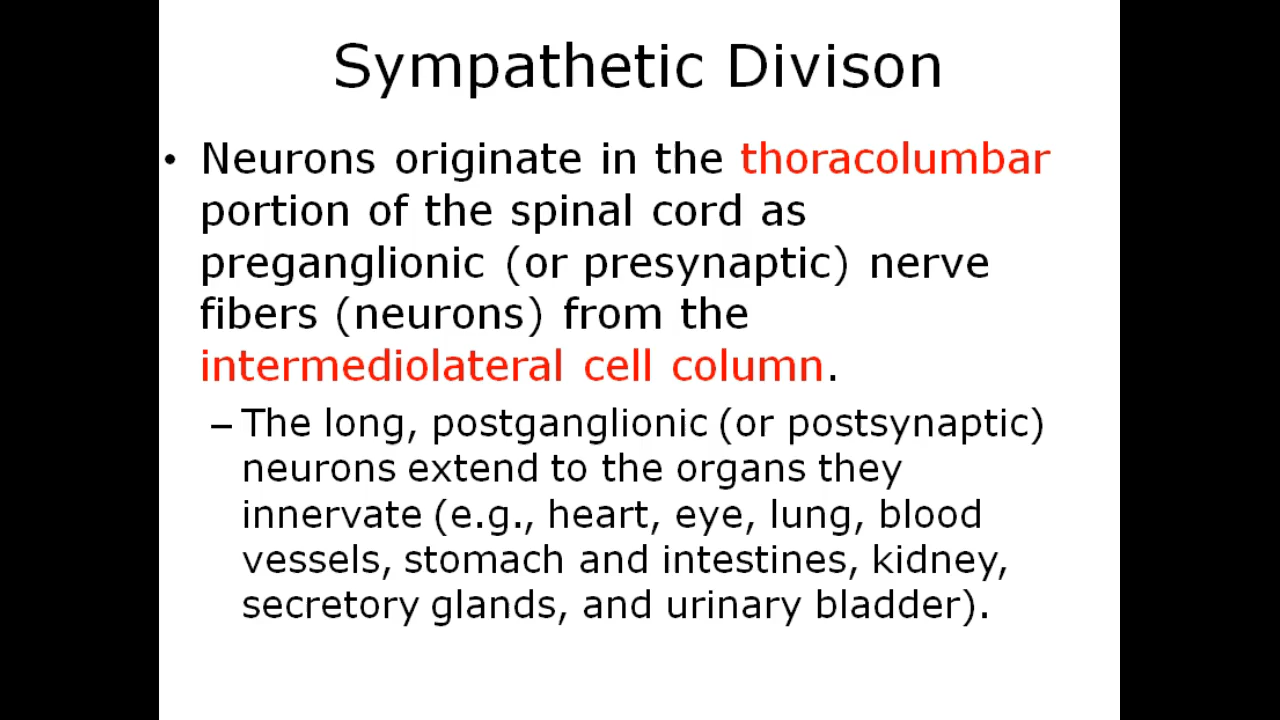 Sympathetic Divison
• Neurons originate in the thoracolumbar
portion of the spinal cord as
preganglionic (or presynaptic) nerve
fibers (neurons) from the
intermediolateral cell column.
– The long, postganglionic (or postsynaptic)
neurons extend to the organs they
innervate (e.g., heart, eye, lung, blood
vessels, stomach and intestines, kidney,
secretory glands, and urinary bladder).